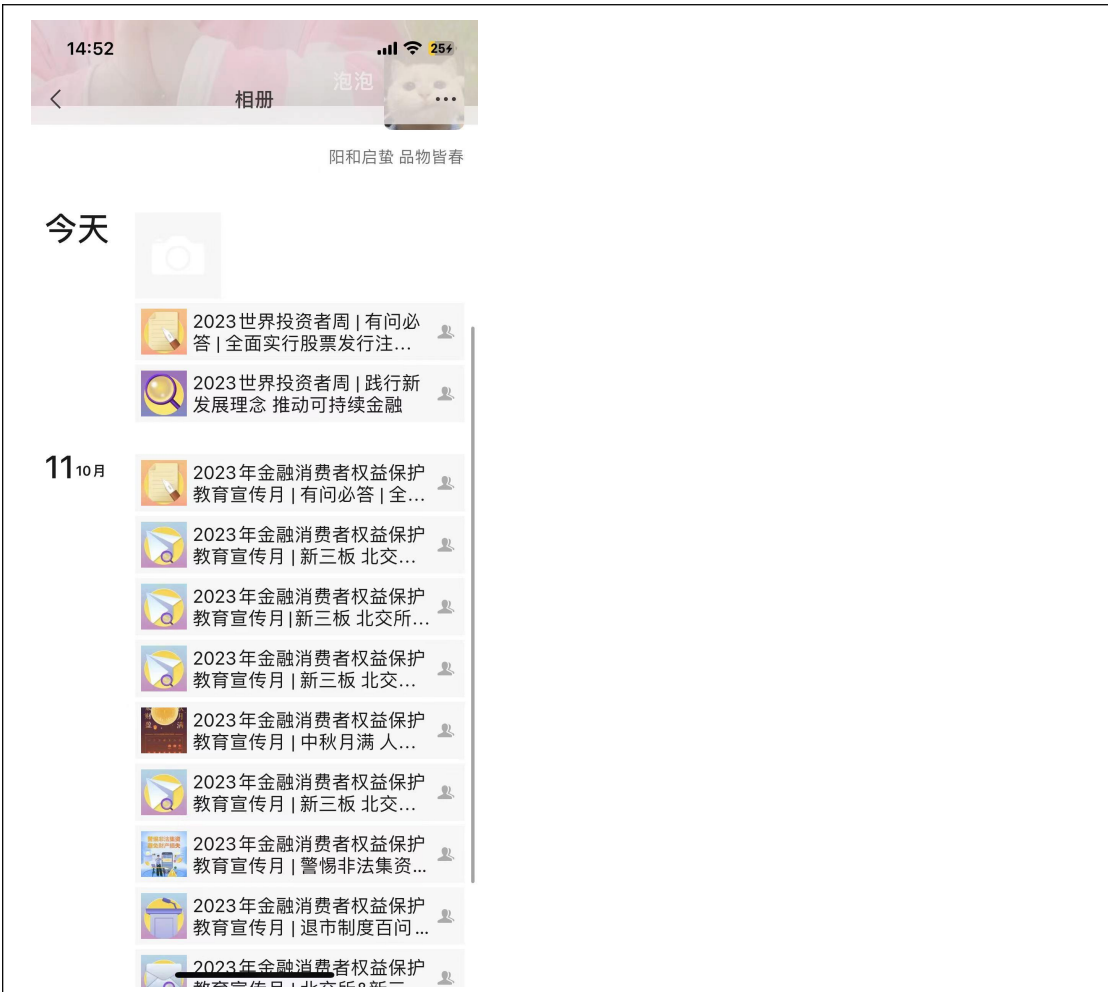 14:52
25
泡泡
相册
阳和启蛰 品物皆春
今天
2023世界投资者周 | 有问必
答 | 全面实行股票发行注...
2023世界投资者周 | 践行新
发展理念 推动可持续金融
11 10月
2023年金融消费者权益保护
教育宣传月 | 有问必答 | 全...
2023年金融消费者权益保护
教育宣传月 | 新三板 北交...
2023年金融消费者权益保护
教育宣传月|新三板 北交所...
2023年金融消费者权益保护
教育宣传月 | 新三板 北交...
2023年金融消费者权益保护
教育宣传月 | 中秋月满 人...
2023年金融消费者权益保护
教育宣传月 | 新三板 北交...
2023年金融消费者权益保护
教育宣传月 | 警惕非法集资...
2023年金融消费者权益保护
教育宣传月 | 退市制度百问...
2023年金融消费者权益保护
教育宣传月 | 北交所&新三